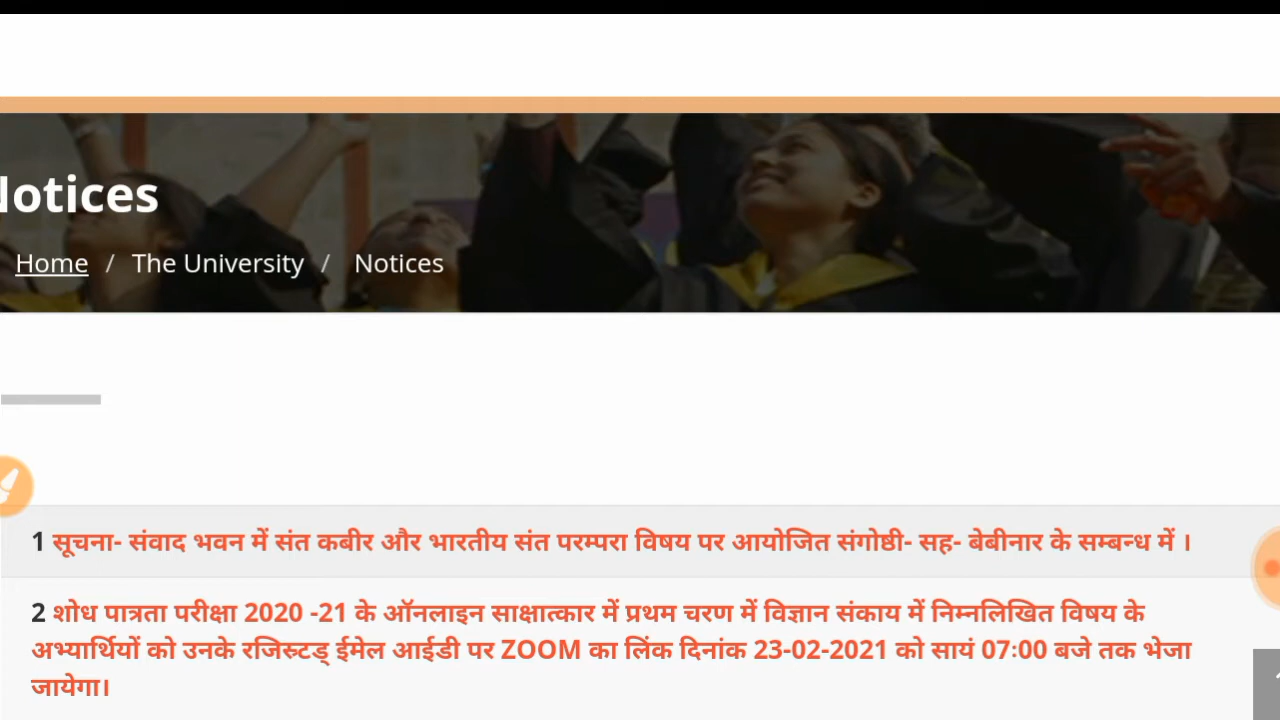 Notices
Home / The University / Notices
1 सूचना- संवाद भवन में संत कबीर और भारतीय संत परम्परा विषय पर आयोजित संगोष्ठी- सह- बेबीनार के सम्बन्ध में ।
2 शोध पात्रता परीक्षा 2020 -21 के ऑनलाइन साक्षात्कार में प्रथम चरण में विज्ञान संकाय में निम्नलिखित विषय के
अभ्यार्थियों को उनके रजिस्र्टड् ईमेल आईडी पर ZOOM का लिंक दिनांक 23-02-2021 को सायं 07:00 बजे तक भेजा
जायेगा।